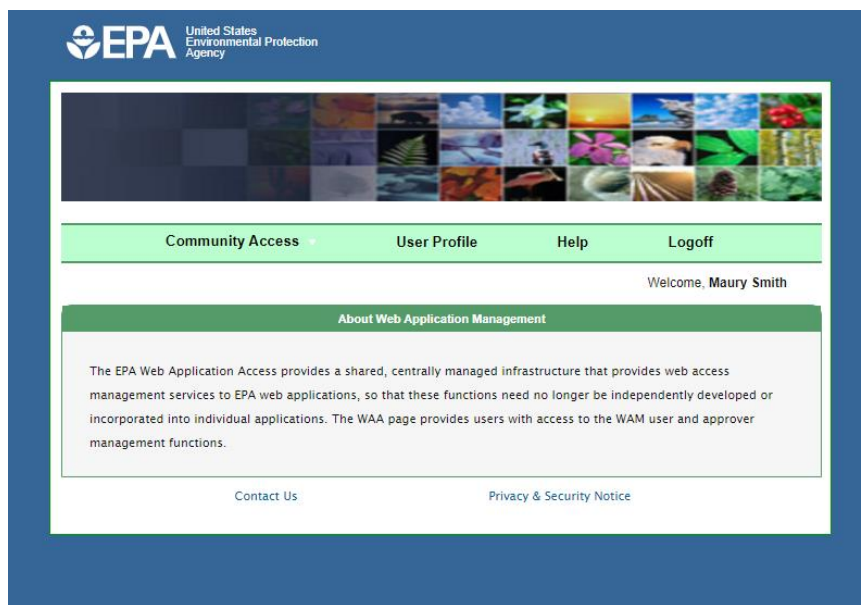 EPA
United States
Environmental Protection
Agency
Community Access User Profile Help Logoff
Welcome, Maury Smith
About Web Application Management
The EPA Web Application Access provides a shared, centrally managed infrastructure that provides web access
management services to EPA web applications, so that these functions need no longer be independently developed or
incorporated into individual applications. The WAA page provides users with access to the WAM user and approver
management functions.
Contact Us Privacy & Security Notice